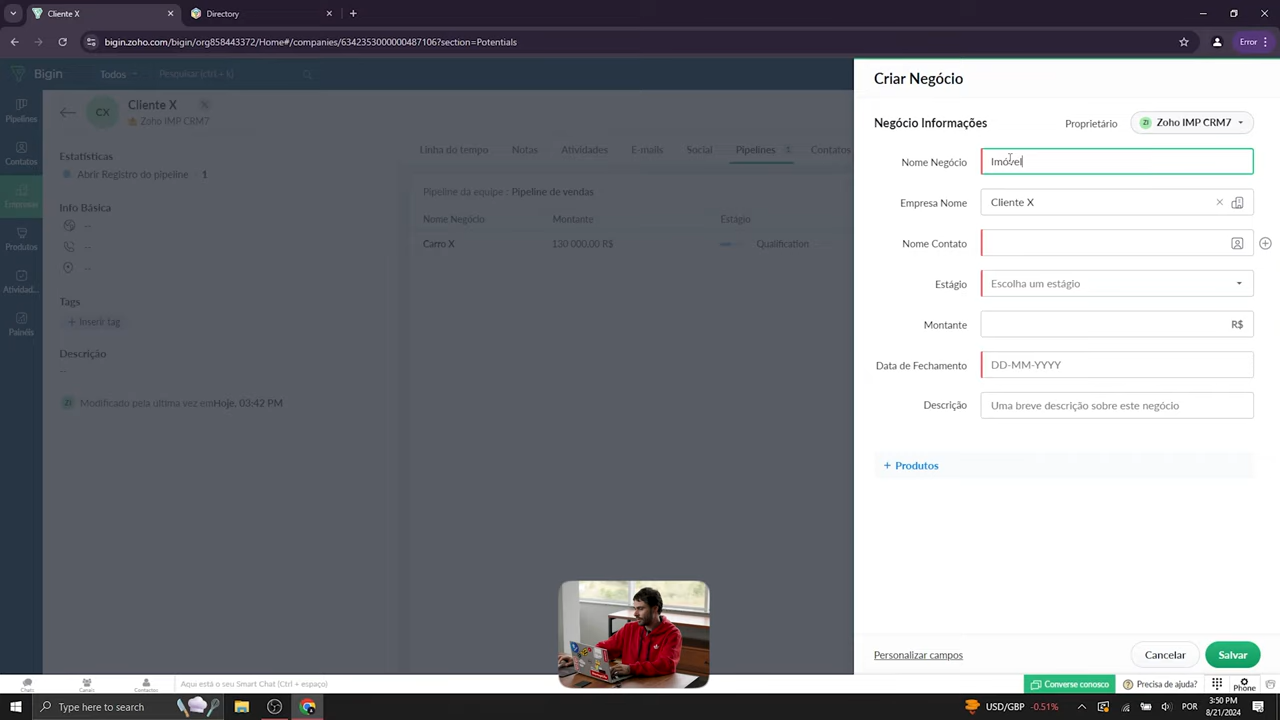 Cliente X
Directory
bigin.zoho.com/bigin/org858443372/Home#/companies/6342353000000487106?section=Potentials
Error
Bigin
Todos
Pesquisar (ctrl + k)
Criar Negócio
CX
Cliente X
Zoho IMP CRM7
Negócio Informações
Proprietário
ZI
Zoho IMP CRM7
Pipelines
Contatos
Empresas
Produtos
Atividad...
Painéis
Estatísticas
Abrir Registro do pipeline · 1
Info Básica
--
--
--
Tags
+ Inserir tag
Descrição
--
ZI
Modificado pela última vez emHoje, 03:42 PM
Linha do tempo
Notas
Atividades
E-mails
Social
Pipelines
1
Contatos
Pipeline da equipe : Pipeline de vendas
Nome Negócio
Montante
Estágio
Carro X
130 000,00 R$
Qualification
Nome Negócio
Imóvel
Empresa Nome
Cliente X
Nome Contato
Estágio
Escolha um estágio
Montante
R$
Data de Fechamento
DD-MM-YYYY
Descrição
Uma breve descrição sobre este negócio
+ Produtos
Personalizar campos
Cancelar
Salvar
Chats
Canais
Contactos
Aqui está o seu Smart Chat (Ctrl + espaço)
Converse conosco
Precisa de ajuda?
Phone
Type here to search
USD/GBP
-0.51%
POR
3:50 PM
8/21/2024